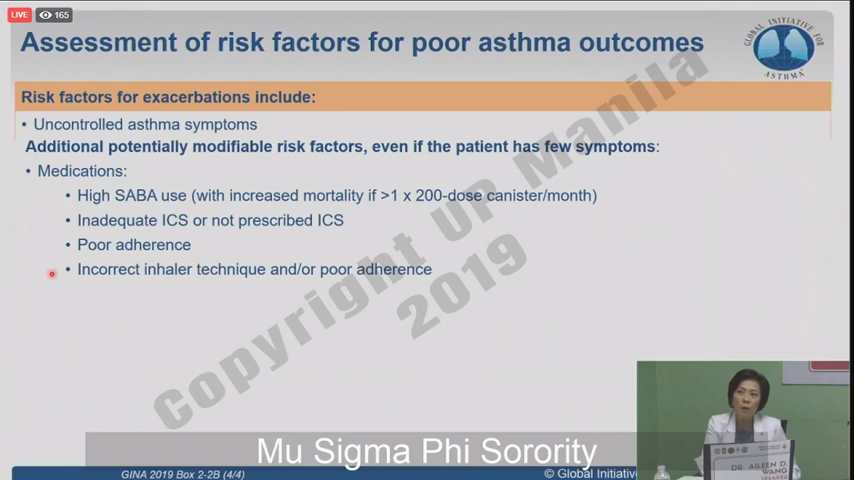 LIVE 165
Assessment of risk factors for poor asthma outcomes
GLOBAL INITIATIVE FOR ASTHMA
Risk factors for exacerbations include:
• Uncontrolled asthma symptoms
Additional potentially modifiable risk factors, even if the patient has few symptoms:
• Medications:
• High SABA use (with increased mortality if >1 x 200-dose canister/month)
• Inadequate ICS or not prescribed ICS
• Poor adherence
• Incorrect inhaler technique and/or poor adherence
Copyright UP Manila
2019
DR. AILEEN D.
WANG
SPEAKER
Mu Sigma Phi Sorority
GINA 2019 Box 2-2B (4/4)
© Global Initiative